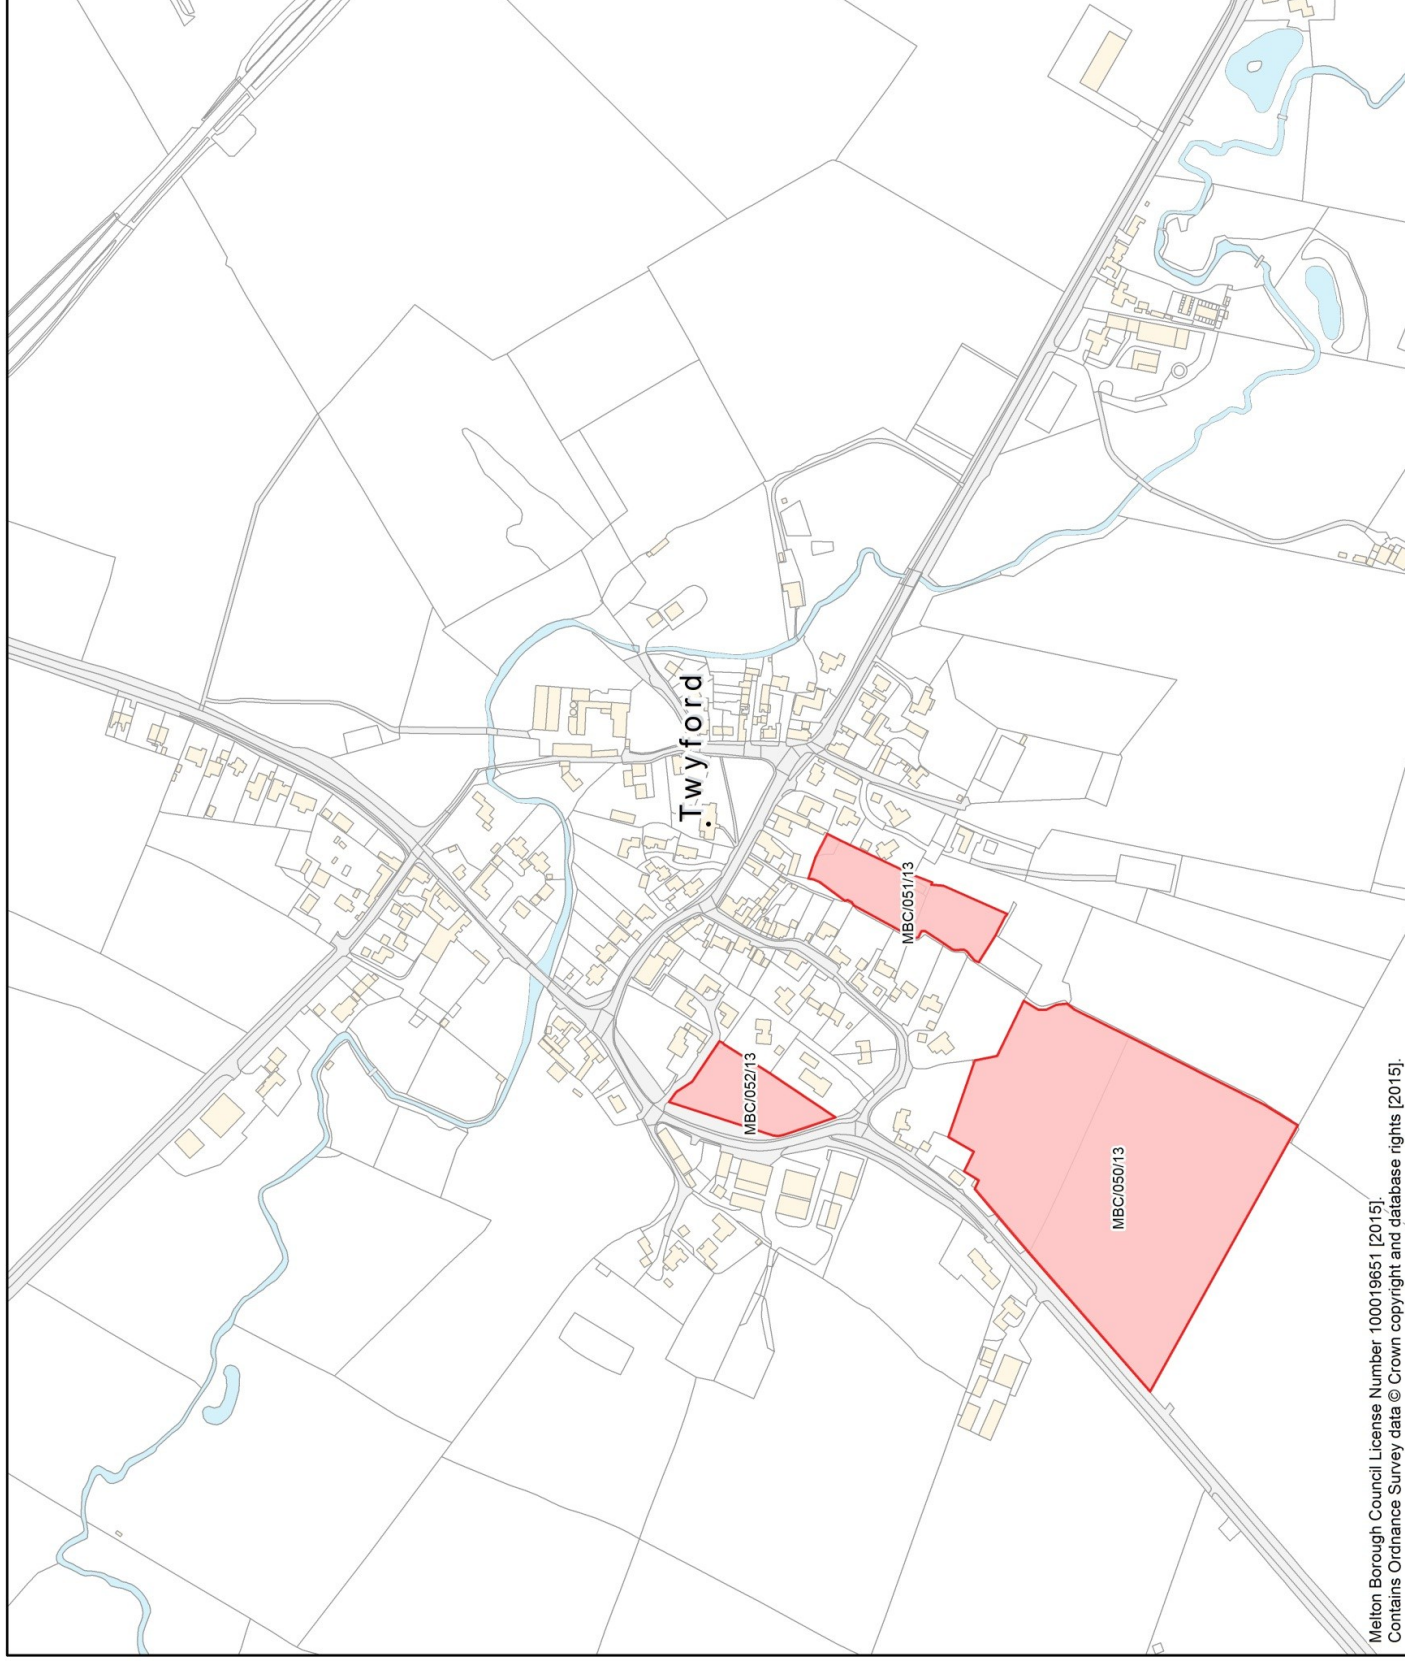 Twyford
MBC/052/13
MBC/051/13
MBC/050/13
Melton Borough Council License Number 100019651 [2015].
Contains Ordnance Survey data © Crown copyright and database rights [2015].